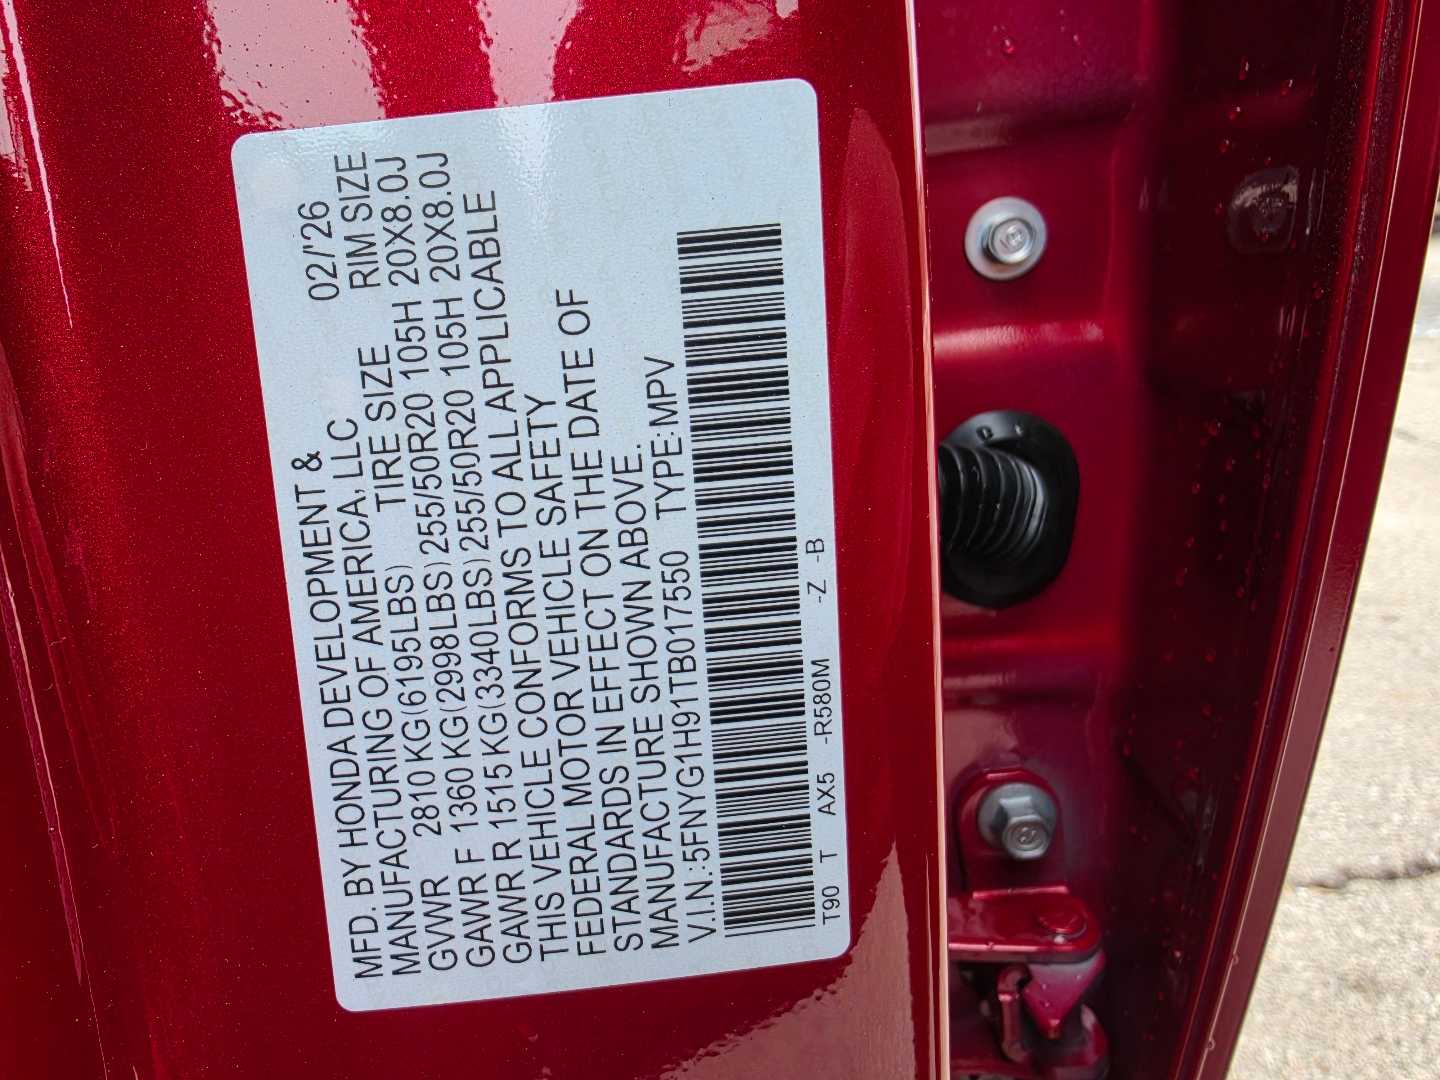 MFD. BY HONDA DEVELOPMENT &
MANUFACTURING OF AMERICA, LLC 02/'26
GVWR 2810 KG(6195LBS) TIRE SIZE RIM SIZE
GAWR F 1360 KG(2998LBS) 255/50R20 105H 20X8.0J
GAWR R 1515 KG(3340LBS) 255/50R20 105H 20X8.0J
THIS VEHICLE CONFORMS TO ALL APPLICABLE
FEDERAL MOTOR VEHICLE SAFETY
STANDARDS IN EFFECT ON THE DATE OF
MANUFACTURE SHOWN ABOVE.
V.I.N.:5FNYG1H91TB017550 TYPE:MPV
T90 T AX5 -R580M -Z -B